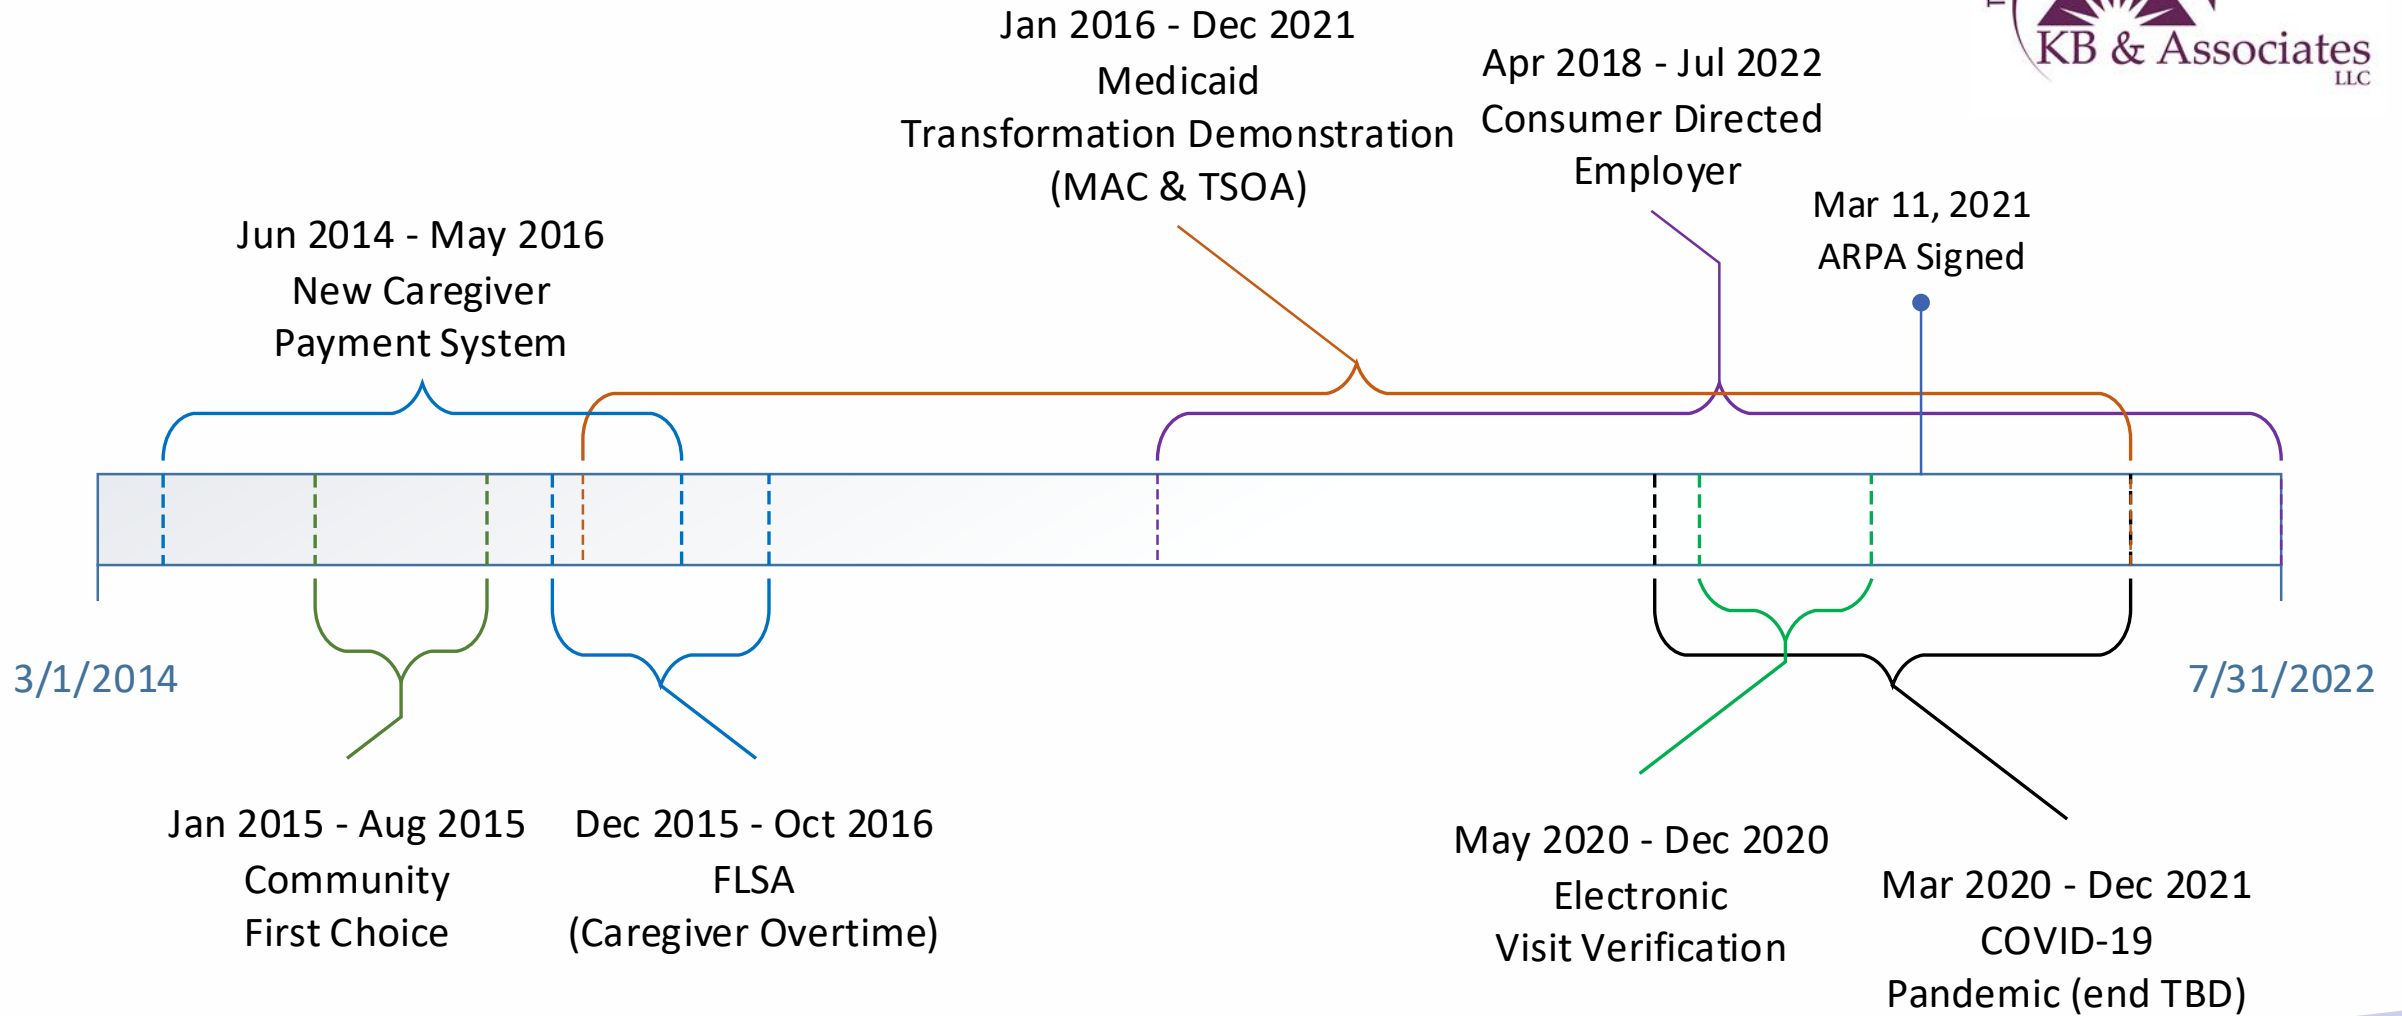 Jan 2016 - Dec 2021
Medicaid
Transformation Demonstration
(MAC & TSOA)
Apr 2018 - Jul 2022
Consumer Directed
Employer
KB & Associates
LLC
Mar 11, 2021
ARPA Signed
Jun 2014 - May 2016
New Caregiver
Payment System
3/1/2014
7/31/2022
Jan 2015 - Aug 2015
Community
First Choice
Dec 2015 - Oct 2016
FLSA
(Caregiver Overtime)
May 2020 - Dec 2020
Electronic
Visit Verification
Mar 2020 - Dec 2021
COVID-19
Pandemic (end TBD)